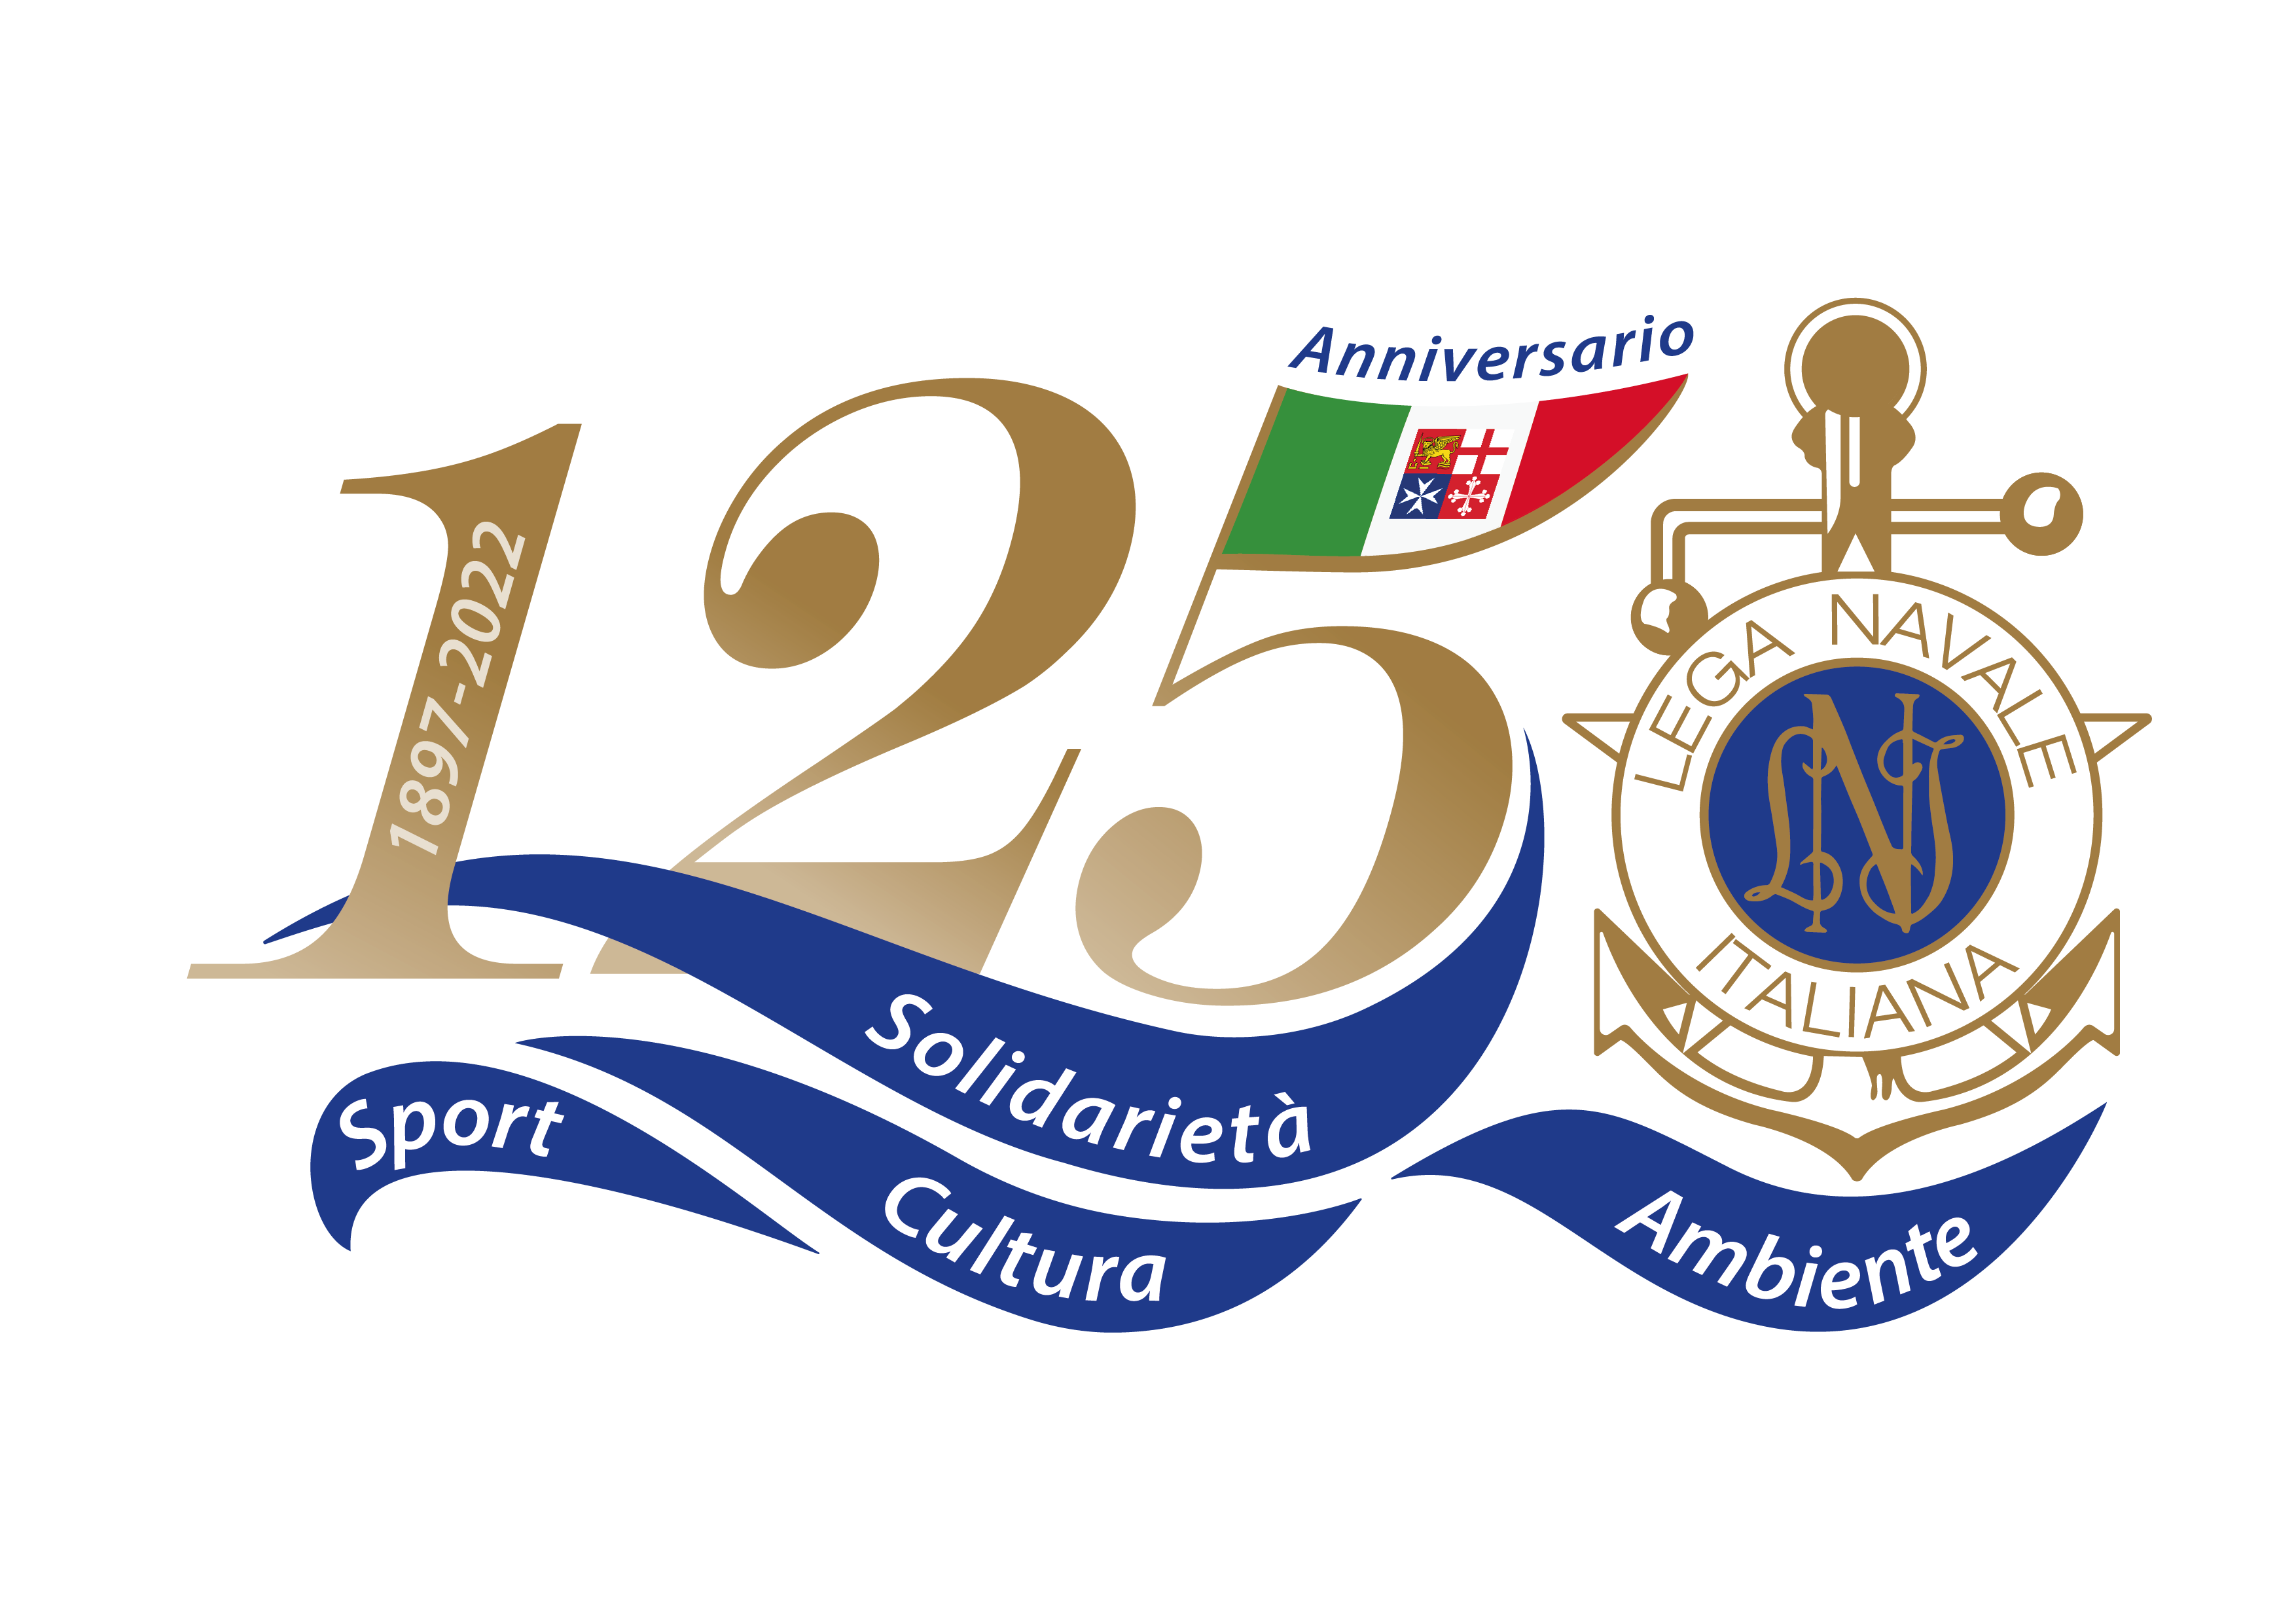 125
1897-2022
Anniversario
LEGA NAVALE
ITALIANA
Solidarietà
Sport
Cultura
Ambiente